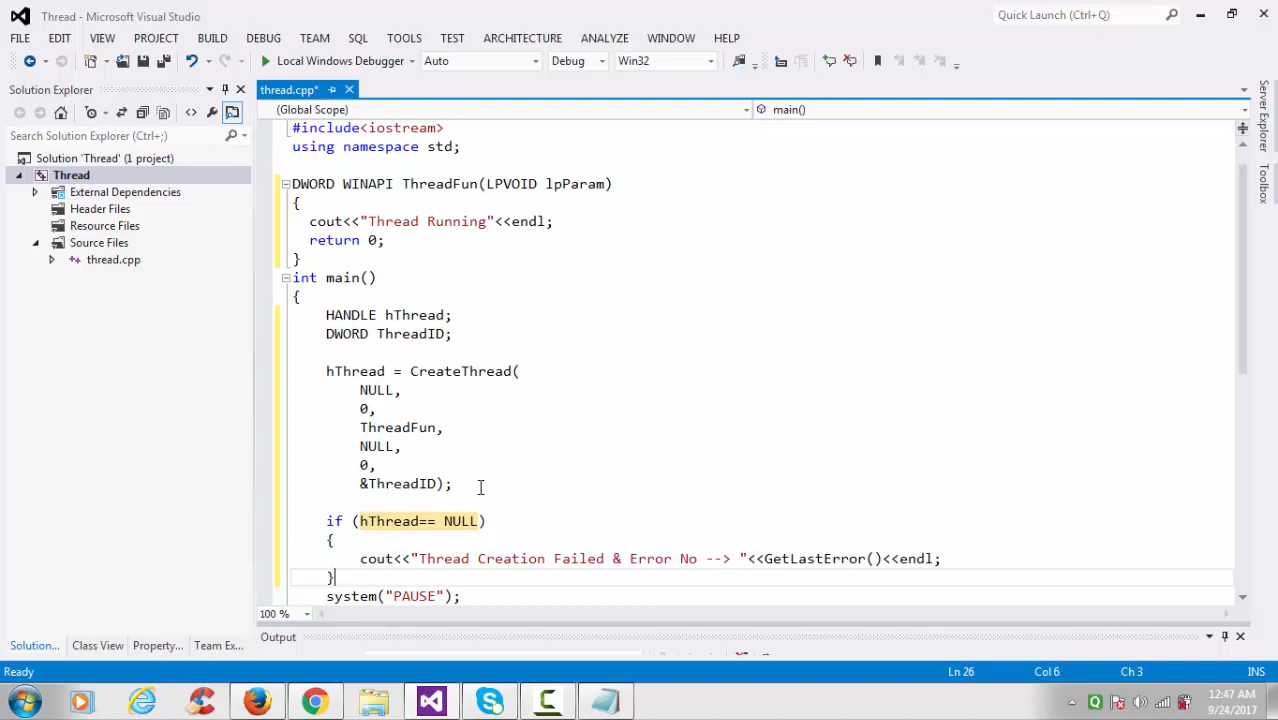 Thread - Microsoft Visual Studio
Quick Launch (Ctrl+Q)
FILE EDIT VIEW PROJECT BUILD DEBUG TEAM SQL TOOLS TEST ARCHITECTURE ANALYZE WINDOW HELP
Local Windows Debugger Auto Debug Win32
Solution Explorer
thread.cpp*
(Global Scope)
main()
Search Solution Explorer (Ctrl+;)
Solution 'Thread' (1 project)
Thread
External Dependencies
Header Files
Resource Files
Source Files
thread.cpp
#include<iostream>
using namespace std;
DWORD WINAPI ThreadFun(LPVOID lpParam)
{
cout<<"Thread Running"<<endl;
return 0;
}
int main()
{
HANDLE hThread;
DWORD ThreadID;
hThread = CreateThread(
NULL,
0,
ThreadFun,
NULL,
0,
&ThreadID);
if (hThread== NULL)
{
cout<<"Thread Creation Failed & Error No --> "<<GetLastError()<<endl;
}
system("PAUSE");
100 %
Server Explorer
Toolbox
Solution... Class View Property... Team Ex...
Output
Ready
Ln 26 Col 6 Ch 3 INS
12:47 AM
9/24/2017